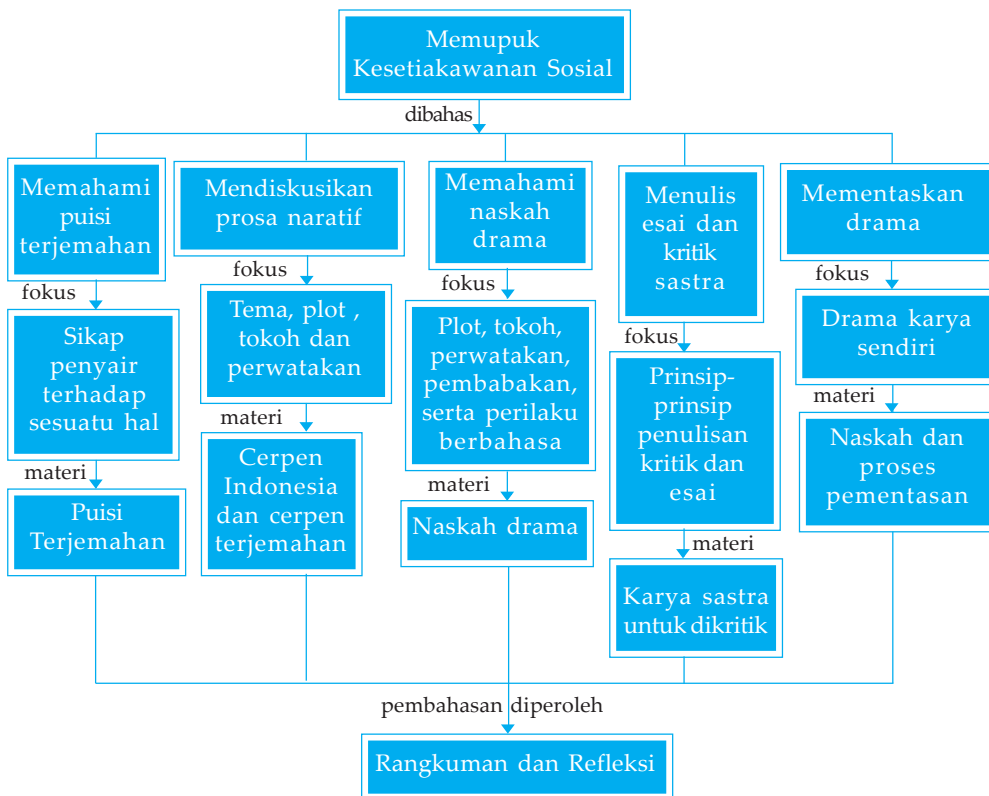 Memupuk
Kesetiakawanan Sosial
dibahas
Memahami
puisi
terjemahan
fokus
Sikap
penyair
terhadap
sesuatu hal
materi
Puisi
Terjemahan
Mendiskusikan
prosa naratif
fokus
Tema, plot ,
tokoh dan
perwatakan
materi
Cerpen
Indonesia
dan cerpen
terjemahan
Memahami
naskah
drama
fokus
Plot, tokoh,
perwatakan,
pembabakan,
serta perilaku
berbahasa
materi
Naskah drama
Menulis
esai dan
kritik
sastra
fokus
Prinsip-
prinsip
penulisan
kritik dan
esai
materi
Karya sastra
untuk dikritik
Mementaskan
drama
fokus
Drama karya
sendiri
materi
Naskah dan
proses
pementasan
pembahasan diperoleh
Rangkuman dan Refleksi